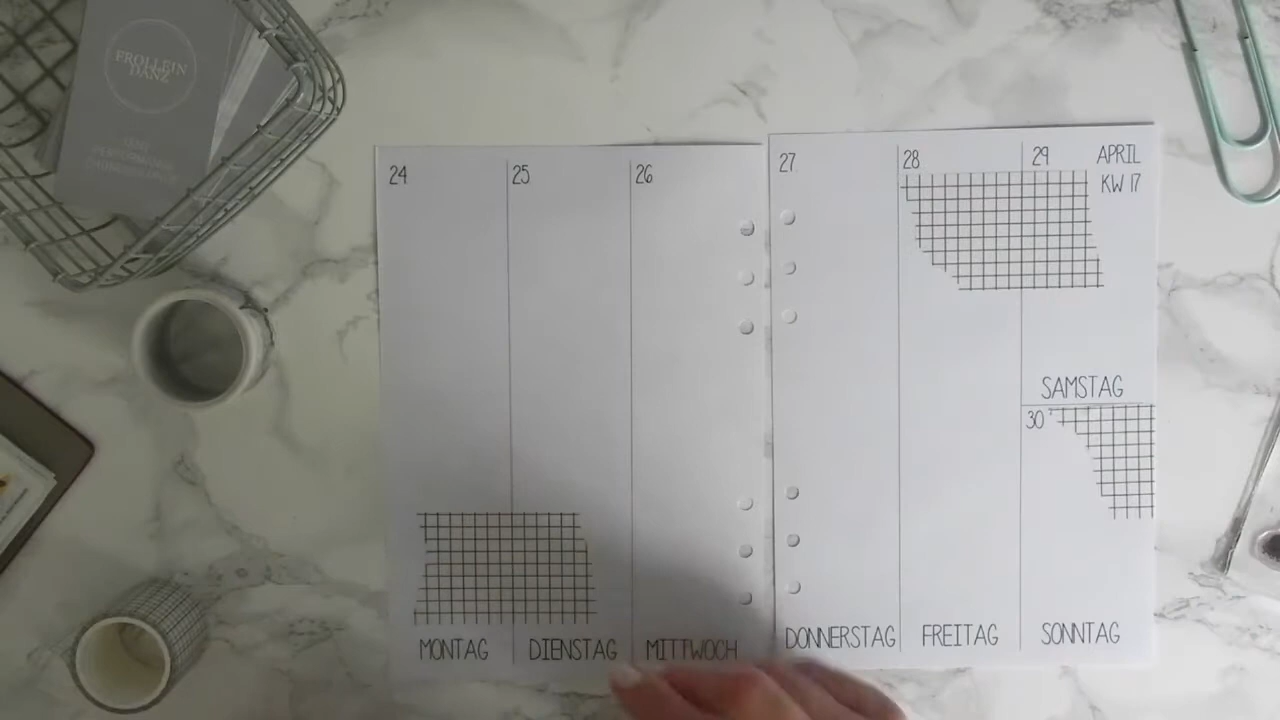 FROLLEIN
DANZ
24
25
26
MONTAG
DIENSTAG
MITTWOCH
27
28
29
APRIL
KW 17
SAMSTAG
30
DONNERSTAG
FREITAG
SONNTAG